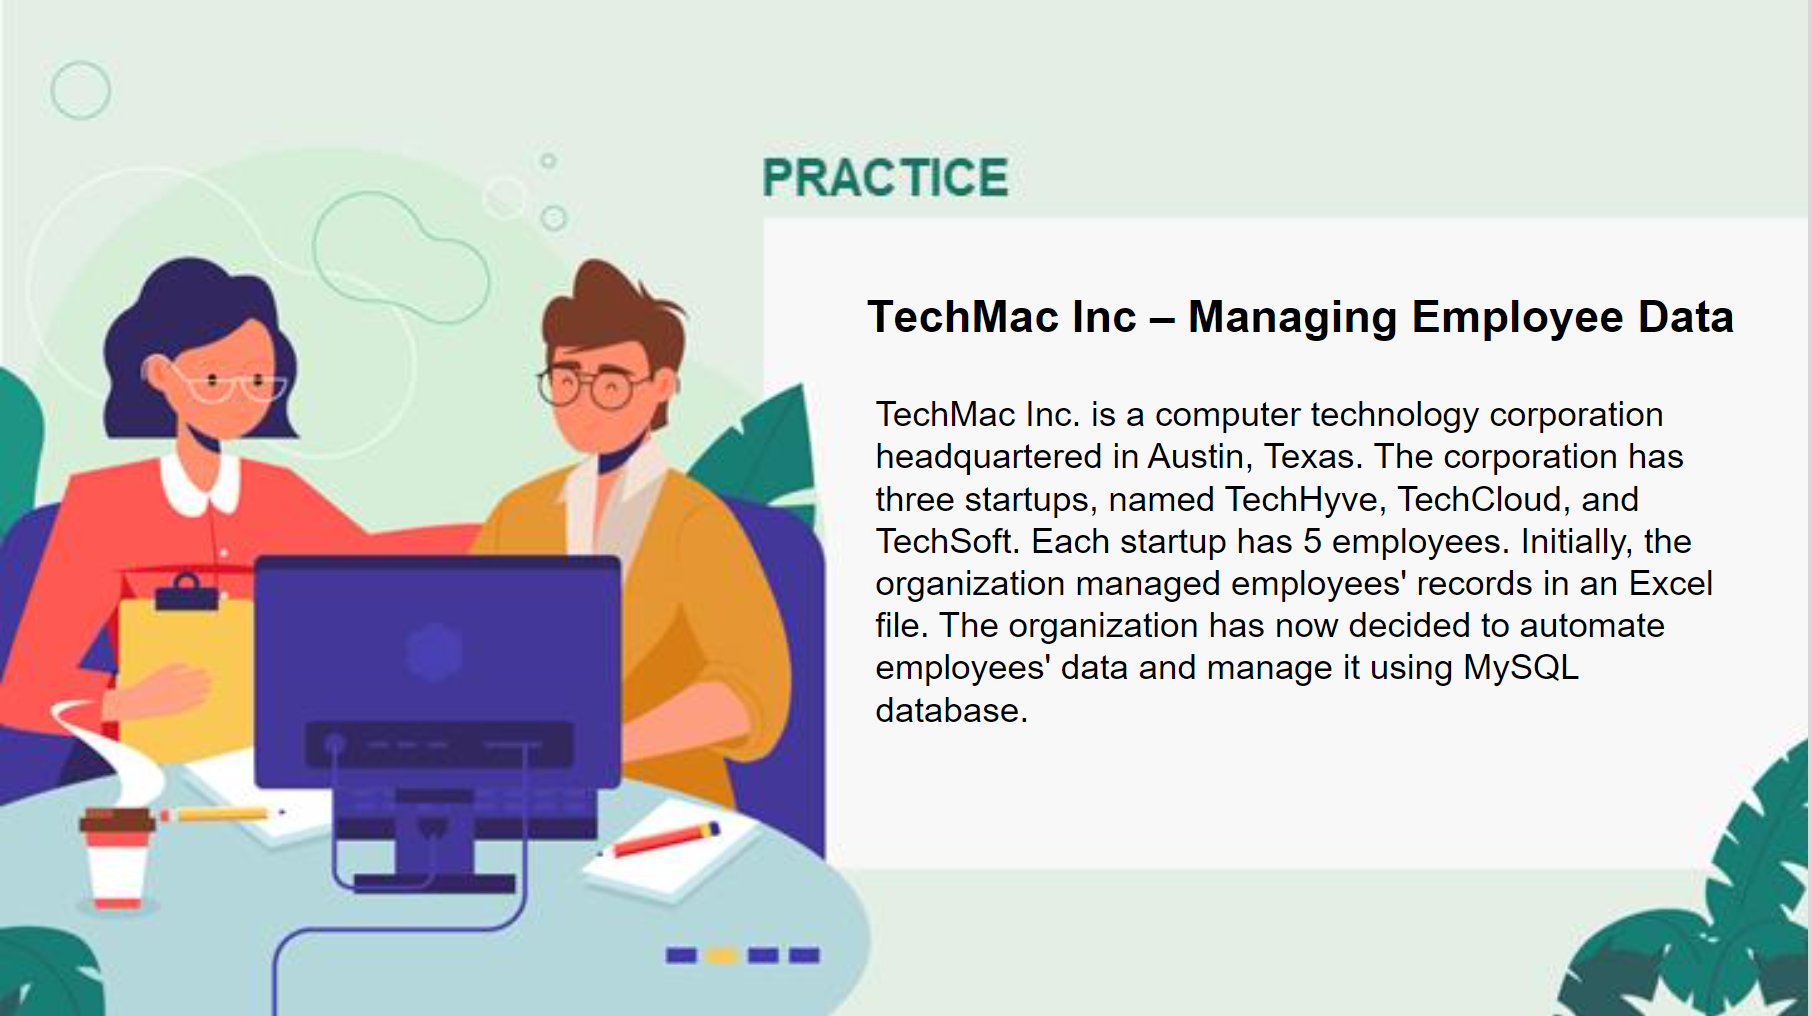 PRACTICE
TechMac Inc – Managing Employee Data
TechMac Inc. is a computer technology corporation
headquartered in Austin, Texas. The corporation has
three startups, named TechHyve, TechCloud, and
TechSoft. Each startup has 5 employees. Initially, the
organization managed employees' records in an Excel
file. The organization has now decided to automate
employees' data and manage it using MySQL
database.